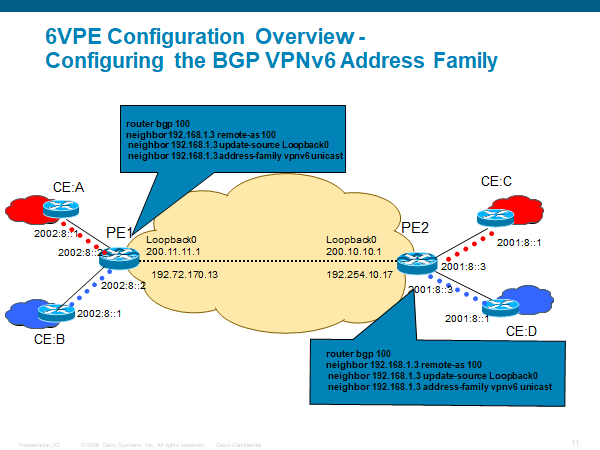 6VPE Configuration Overview -
Configuring the BGP VPNv6 Address Family
router bgp 100
neighbor 192.168.1.3 remote-as 100
neighbor 192.168.1.3 update-source Loopback0
neighbor 192.168.1.3 address-family vpnv6 unicast
CE:A
CE:C
2002:8::1
PE1
PE2
2001:8::1
Loopback0
200.11.11.1
Loopback0
200.10.10.1
2002:8::2
2001:8::3
192.72.170.13
192.254.10.17
2002:8::2
2001:8::3
2002:8::1
2001:8::1
CE:B
CE:D
router bgp 100
neighbor 192.168.1.3 remote-as 100
neighbor 192.168.1.3 update-source Loopback0
neighbor 192.168.1.3 address-family vpnv6 unicast
Presentation_ID
© 2006 Cisco Systems, Inc. All rights reserved.
Cisco Confidential
11